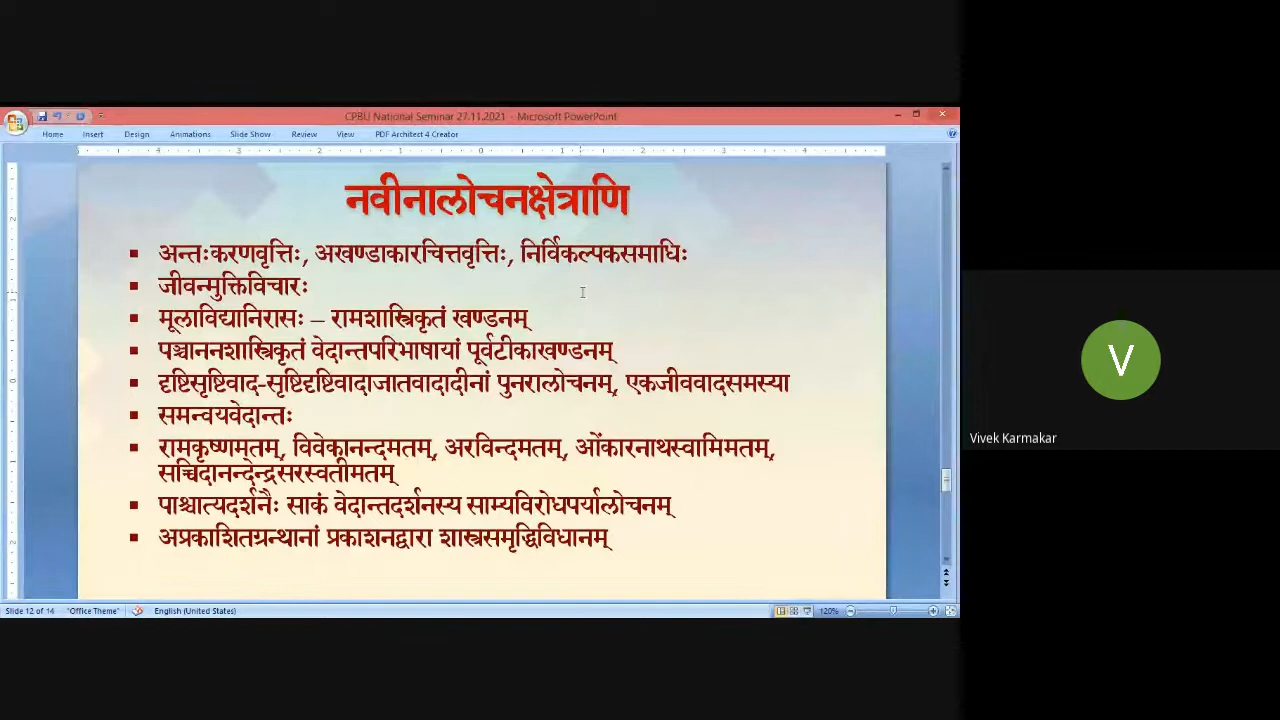 CPBU National Seminar 27.11.2021 - Microsoft PowerPoint
Home Insert Design Animations Slide Show Review View PDF Architect 4 Creator
नवीनालोचनक्षेत्राणि
▪ अन्तःकरणवृत्तिः, अखण्डाकारचित्तवृत्तिः, निर्विकल्पकसमाधिः
▪ जीवन्मुक्तिविचारः
▪ मूलाविद्यानिरासः – रामशास्त्रिकृतं खण्डनम्
▪ पञ्चाननशास्त्रिकृतं वेदान्तपरिभाषायां पूर्वटीकाखण्डनम्
▪ दृष्टिसृष्टिवाद-सृष्टिदृष्टिवादाजातवादादीनां पुनरालोचनम्, एकजीववादसमस्या
▪ समन्वयवेदान्तः
▪ रामकृष्णमतम्, विवेकानन्दमतम्, अरविन्दमतम्, ओंकारनाथस्वामिमतम्,
सच्चिदानन्देन्द्रसरस्वतीमतम्
▪ पाश्चात्यदर्शनैः साकं वेदान्तदर्शनस्य साम्यविरोधपर्यालोचनम्
▪ अप्रकाशितग्रन्थानां प्रकाशनद्वारा शास्त्रसमृद्धिविधानम्
Slide 12 of 14 "Office Theme" English (United States) 120%
V
Vivek Karmakar